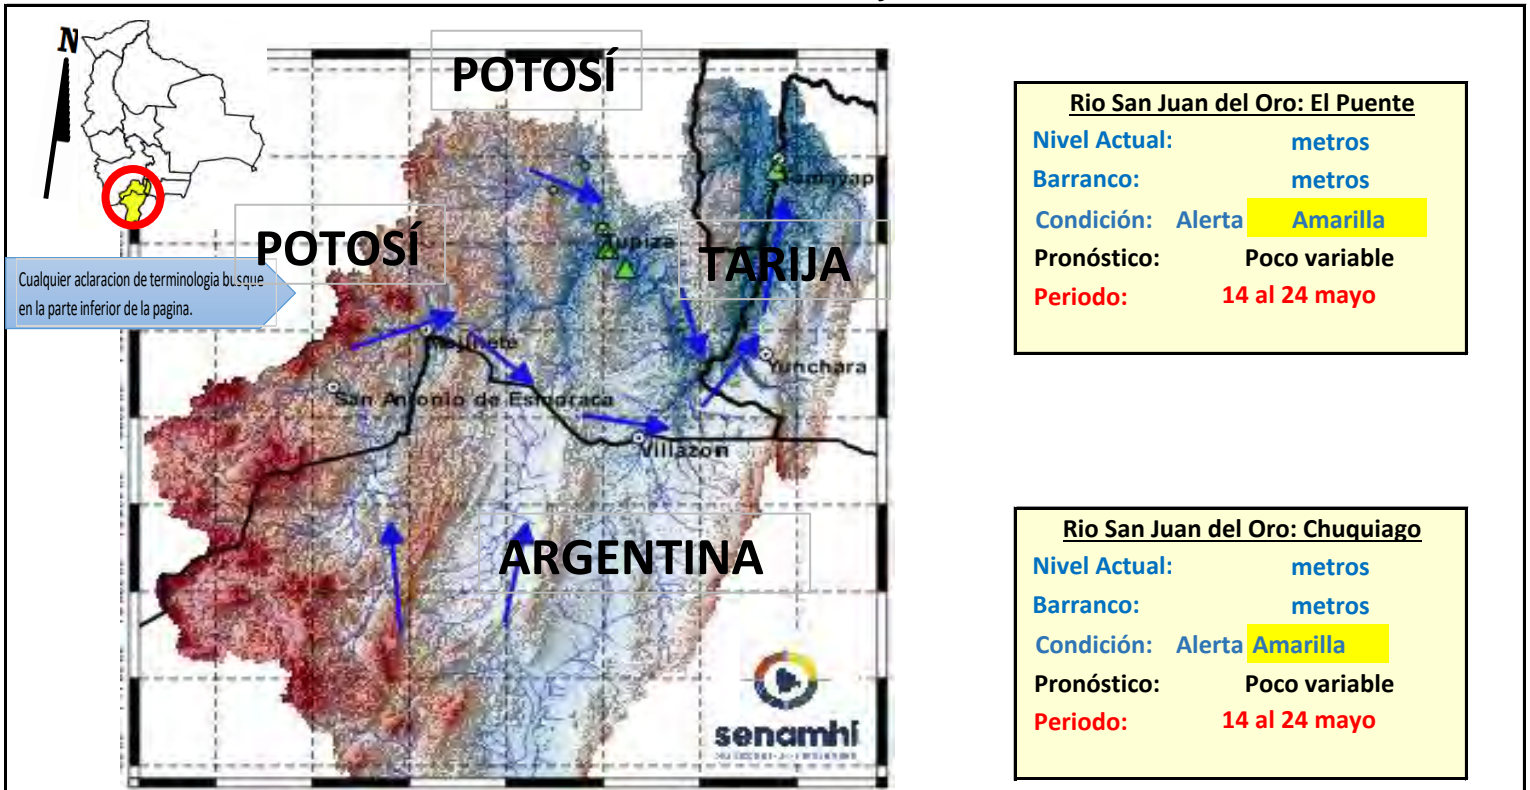 N
POTOSÍ
POTOSÍ
TARIJA
ARGENTINA
Cualquier aclaracion de terminologia busque
en la parte inferior de la pagina.
Tupiza
Mojinete
San Antonio de Esmoraca
Yunchara
Villazon
senamhi
Rio San Juan del Oro: El Puente
Nivel Actual: metros
Barranco: metros
Condición: Alerta Amarilla
Pronóstico: Poco variable
Periodo: 14 al 24 mayo
Rio San Juan del Oro: Chuquiago
Nivel Actual: metros
Barranco: metros
Condición: Alerta Amarilla
Pronóstico: Poco variable
Periodo: 14 al 24 mayo